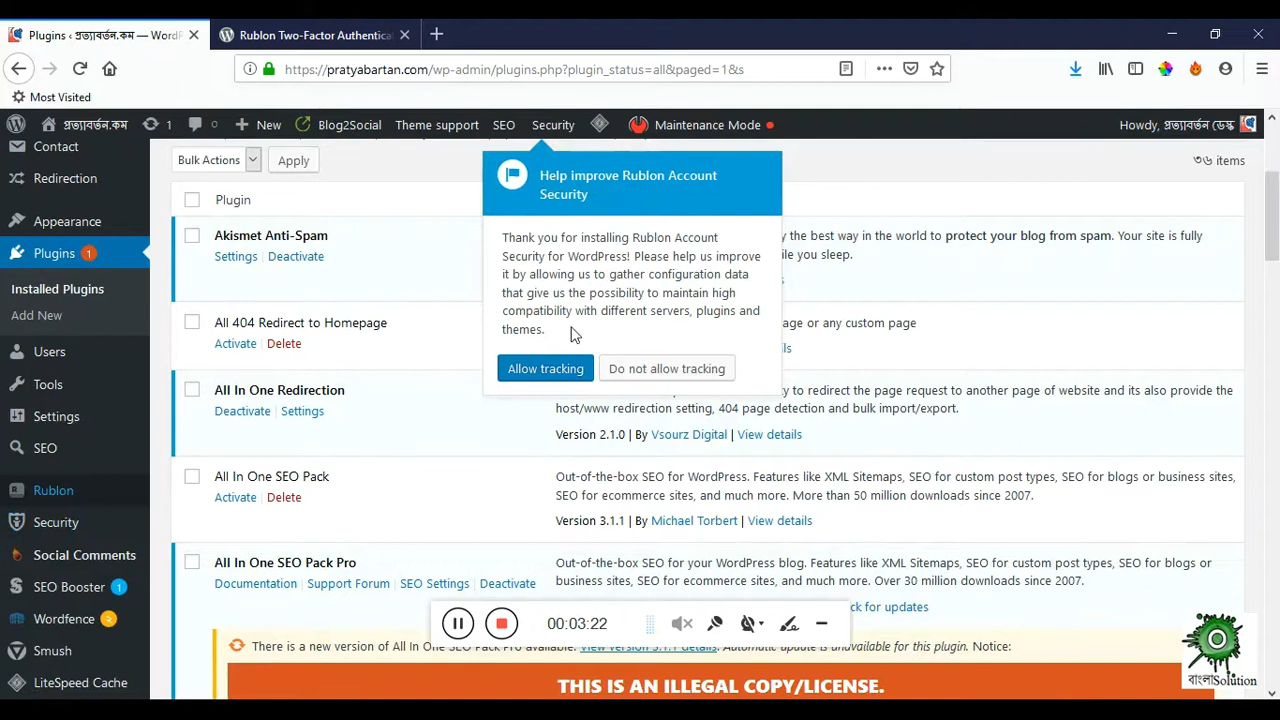 Plugins ‹ প্রত্যাবর্তন.কম — WordP
Rublon Two-Factor Authentica
https://pratyabartan.com/wp-admin/plugins.php?plugin_status=all&paged=1&s
Most Visited
প্রত্যাবর্তন.কম
1
0
New
Blog2Social
Theme support
SEO
Security
Maintenance Mode
Howdy, প্রত্যাবর্তন ডেস্ক
Contact
Redirection
Appearance
Plugins 1
Installed Plugins
Add New
Users
Tools
Settings
SEO
Rublon
Security
Social Comments
SEO Booster 1
Wordfence 2
Smush
LiteSpeed Cache
Bulk Actions
Apply
৩৬ items
Plugin
Help improve Rublon Account
Security
Thank you for installing Rublon Account
Security for WordPress! Please help us improve
it by allowing us to gather configuration data
that give us the possibility to maintain high
compatibility with different servers, plugins and
themes.
Allow tracking
Do not allow tracking
Akismet Anti-Spam
Settings | Deactivate
y the best way in the world to protect your blog from spam. Your site is fully
le you sleep.
All 404 Redirect to Homepage
Activate | Delete
page or any custom page
ils
All In One Redirection
Deactivate | Settings
to redirect the page request to another page of website and its also provide the
host/www redirection setting, 404 page detection and bulk import/export.
Version 2.1.0 | By Vsourz Digital | View details
All In One SEO Pack
Activate | Delete
Out-of-the-box SEO for WordPress. Features like XML Sitemaps, SEO for custom post types, SEO for blogs or business sites,
SEO for ecommerce sites, and much more. More than 50 million downloads since 2007.
Version 3.1.1 | By Michael Torbert | View details
All In One SEO Pack Pro
Documentation | Support Forum | SEO Settings | Deactivate
Out-of-the-box SEO for your WordPress blog. Features like XML Sitemaps, SEO for custom post types, SEO for blogs or
business sites, SEO for ecommerce sites, and much more. Over 30 million downloads since 2007.
ck for updates
00:03:22
There is a new version of All In One SEO Pack Pro available. View version 3.1.1 details. Automatic update is unavailable for this plugin. Notice:
THIS IS AN ILLEGAL COPY/LICENSE.
বাংলাSolution